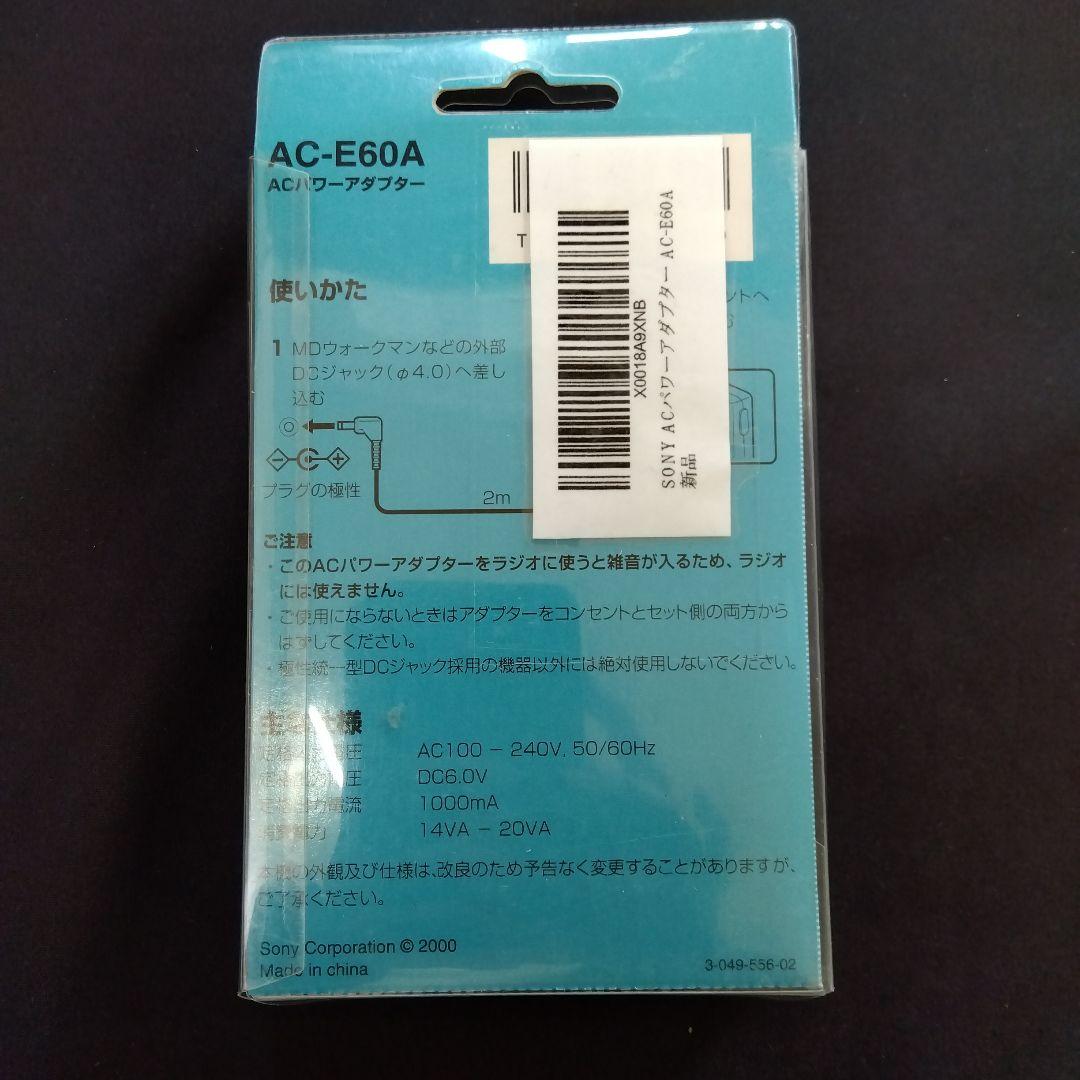 AC-E60A
ACパワーアダプター
T
X0018A9XNB
SONY ACパワーアダプター AC-E60A
新品
使いかた
1 MDウォークマンなどの外部
DCジャック(φ4.0)へ差し
込む
ントへ
プラグの極性
2m
ご注意
・このACパワーアダプターをラジオに使うと雑音が入るため、ラジオ
には使えません。
・ご使用にならないときはアダプターをコンセントとセット側の両方から
はずしてください。
・極性統一型DCジャック採用の機器以外には絶対使用しないでください。
主な仕様
AC100 − 240V, 50/60Hz
DC6.0V
1000mA
14VA − 20VA
本機の外観及び仕様は、改良のため予告なく変更することがありますが、
ご了承ください。
Sony Corporation © 2000
Made in china
3-049-556-02